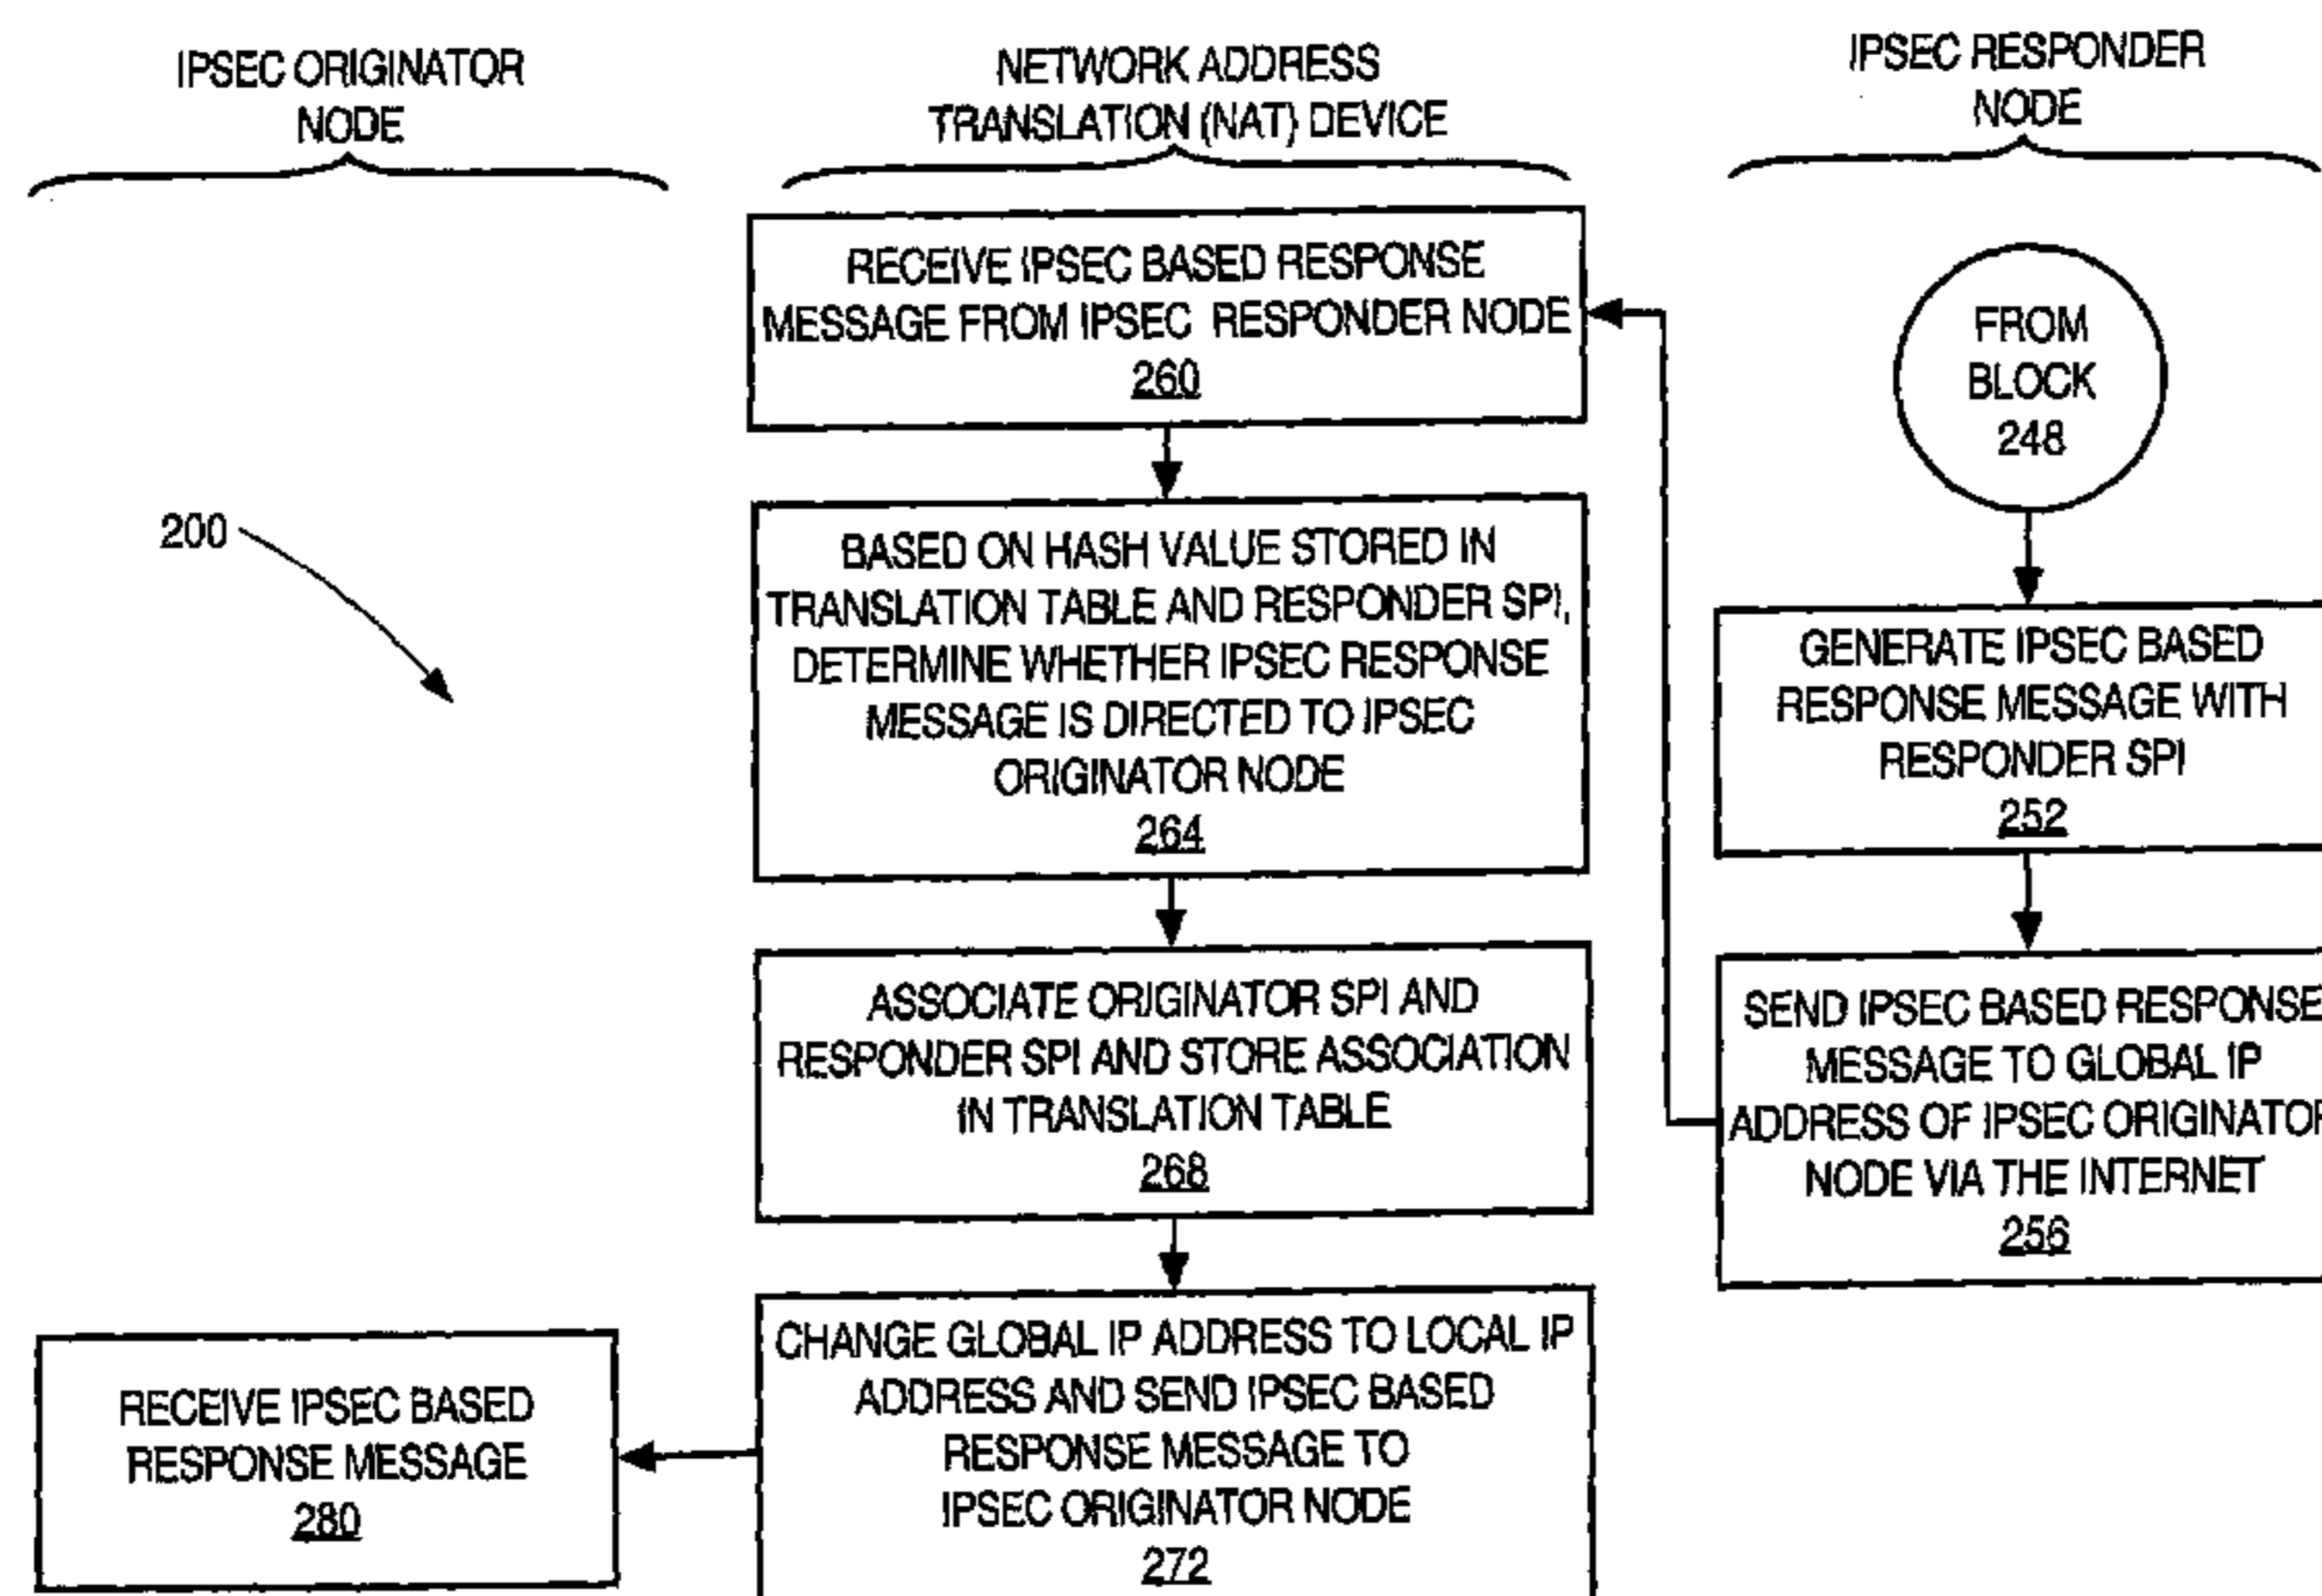 IPSEC ORIGINATOR
NODE
NETWORK ADDRESS
TRANSLATION (NAT) DEVICE
IPSEC RESPONDER
NODE
RECEIVE IPSEC BASED RESPONSE
MESSAGE FROM IPSEC RESPONDER NODE
260
FROM
BLOCK
248
200
BASED ON HASH VALUE STORED IN
TRANSLATION TABLE AND RESPONDER SPI,
DETERMINE WHETHER IPSEC RESPONSE
MESSAGE IS DIRECTED TO IPSEC
ORIGINATOR NODE
264
GENERATE IPSEC BASED
RESPONSE MESSAGE WITH
RESPONDER SPI
252
ASSOCIATE ORIGINATOR SPI AND
RESPONDER SPI AND STORE ASSOCIATION
IN TRANSLATION TABLE
268
SEND IPSEC BASED RESPONSE
MESSAGE TO GLOBAL IP
ADDRESS OF IPSEC ORIGINATOR
NODE VIA THE INTERNET
256
CHANGE GLOBAL IP ADDRESS TO LOCAL IP
ADDRESS AND SEND IPSEC BASED
RESPONSE MESSAGE TO
IPSEC ORIGINATOR NODE
272
RECEIVE IPSEC BASED
RESPONSE MESSAGE
280